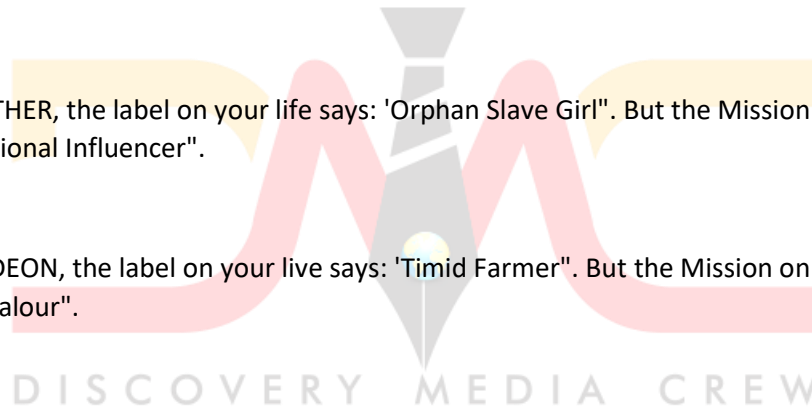 THER, the label on your life says: 'Orphan Slave Girl". But the Mission
ional Influencer".
DEON, the label on your live says: 'Timid Farmer". But the Mission on
alour".
DISCOVERY MEDIA CREW